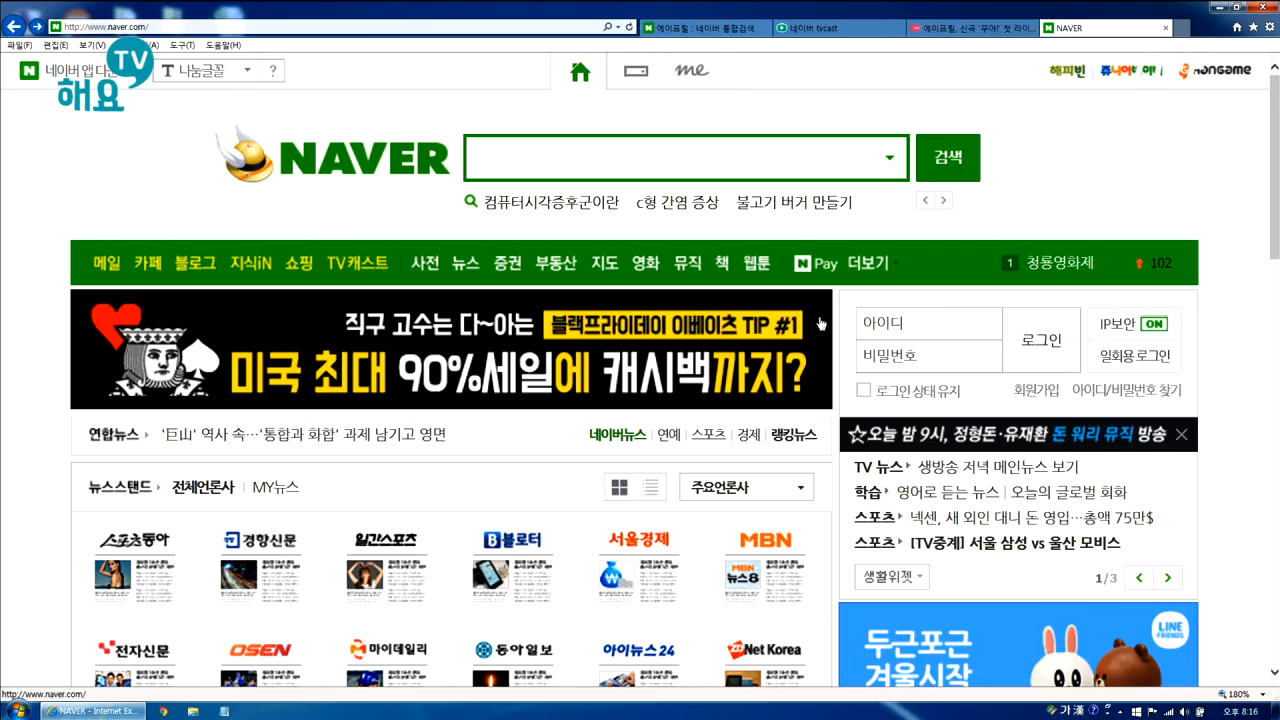 http://www.naver.com/
에이프릴 : 네이버 통합검색
네이버 tvcast
에이프릴, 신곡 '무아!' 첫 라이...
NAVER
파일(F) 편집(E) 보기(V) 도구(T) 도움말(H)
네이버 앱 다운
나눔글꼴 ?
me
해피빈 쥬니어네이버 HANGAME
TV
해요
NAVER
검색
컴퓨터시각증후군이란 c형 간염 증상 불고기 버거 만들기
메일 카페 블로그 지식iN 쇼핑 TV캐스트 사전 뉴스 증권 부동산 지도 영화 뮤직 책 웹툰 N Pay 더보기
1 청룡영화제 102
직구 고수는 다~아는 블랙프라이데이 이베이츠 TIP #1
미국 최대 90%세일에 캐시백까지?
아이디
비밀번호
로그인
IP보안 ON
일회용 로그인
로그인 상태 유지
회원가입 아이디/비밀번호 찾기
연합뉴스 '巨山' 역사 속…'통합과 화합' 과제 남기고 영면
네이버뉴스 연예 스포츠 경제 랭킹뉴스
☆오늘 밤 9시, 정형돈·유재환 돈 워리 뮤직 방송
뉴스스탠드 전체언론사 MY뉴스
주요언론사
TV 뉴스 생방송 저녁 메인뉴스 보기
학습 영어로 듣는 뉴스 오늘의 글로벌 회화
스포츠 넥센, 새 외인 대니 돈 영입…총액 75만$
스포츠 [TV중계] 서울 삼성 vs 울산 모비스
생활위젯
1/3
스포츠동아 경향신문 일간스포츠 블로터 서울경제 MBN
MBN
뉴스8
전자신문 OSEN 마이데일리 동아일보 아이뉴스24 ZDNet Korea
두근포근
겨울시작
LINE
FRIENDS
http://www.naver.com/
180%
NAVER - Internet Ex...
가 漢
오후 8:16